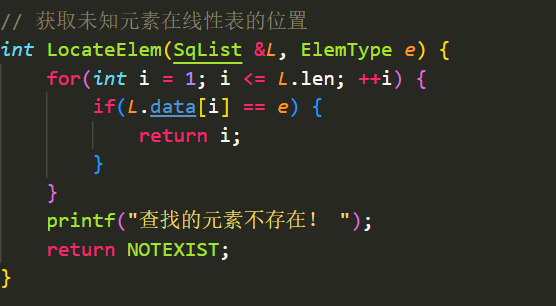 // 获取未知元素在线性表的位置
int LocateElem(SqList &L, ElemType e) {
    for(int i = 1; i <= L.len; ++i) {
        if(L.data[i] == e) {
            return i;
        }
    }
    printf("查找的元素不存在! ");
    return NOTEXIST;
}